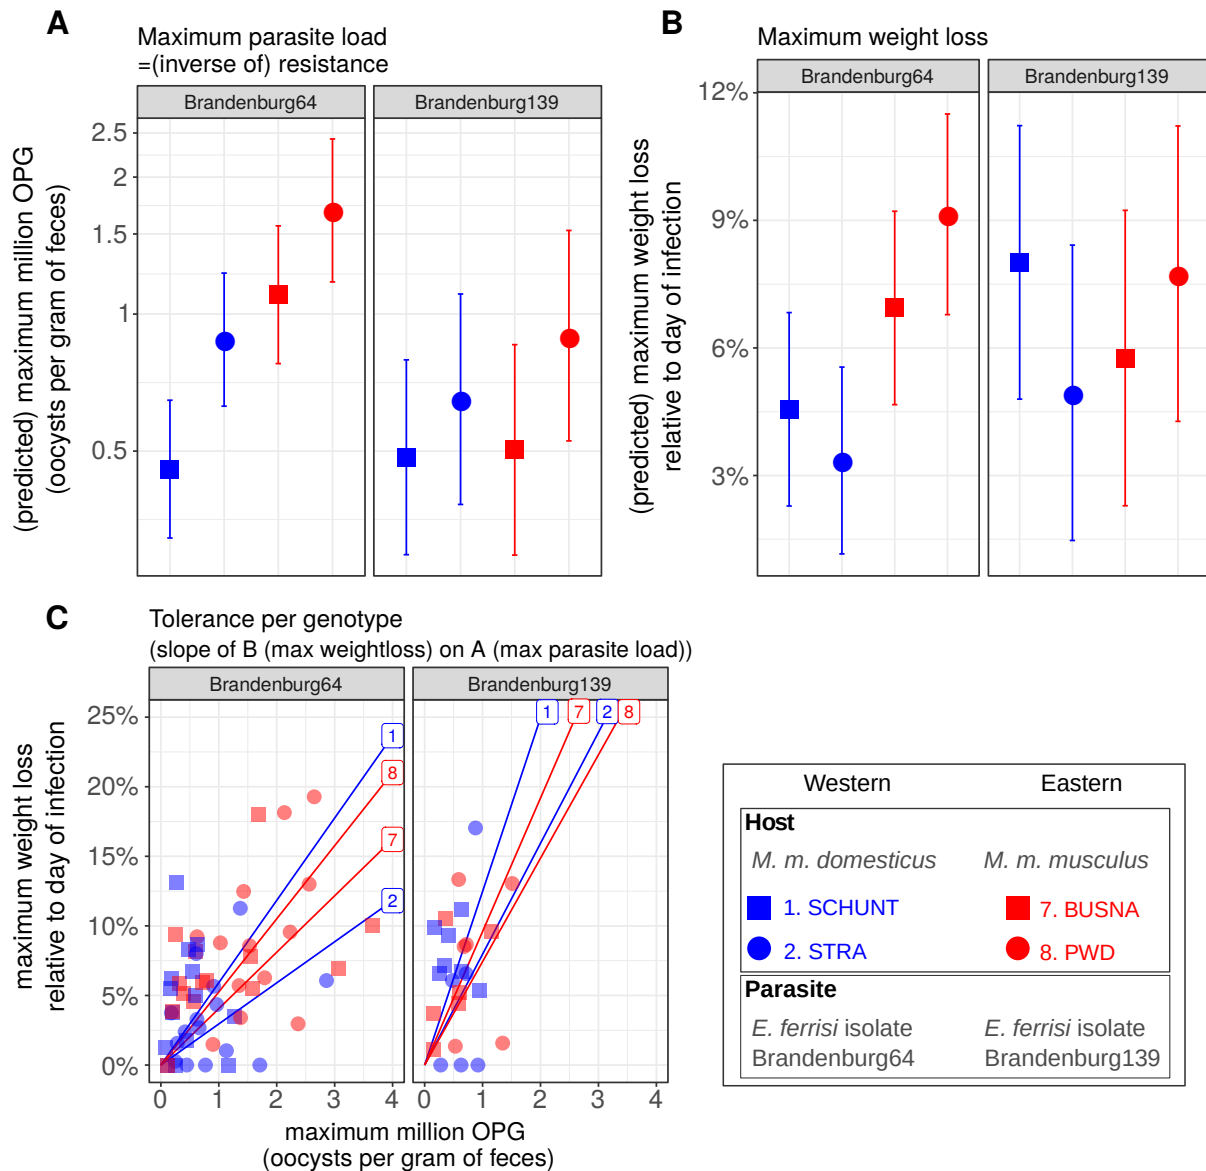 A
Maximum parasite load
=(inverse of) resistance
Brandenburg64
Brandenburg139
2.5
2
1.5
1
0.5
(predicted) maximum million OPG
(oocysts per gram of feces)
B
Maximum weight loss
Brandenburg64
Brandenburg139
12%
9%
6%
3%
(predicted) maximum weight loss
relative to day of infection
C
Tolerance per genotype
(slope of B (max weightloss) on A (max parasite load))
Brandenburg64
Brandenburg139
25%
20%
15%
10%
5%
0%
maximum weight loss
relative to day of infection
1
8
7
2
1
7
2
8
0 1 2 3 4
0 1 2 3 4
maximum million OPG
(oocysts per gram of feces)
Western Eastern
Host
M. m. domesticus M. m. musculus
1. SCHUNT 7. BUSNA
2. STRA 8. PWD
Parasite
E. ferrisi isolate E. ferrisi isolate
Brandenburg64 Brandenburg139